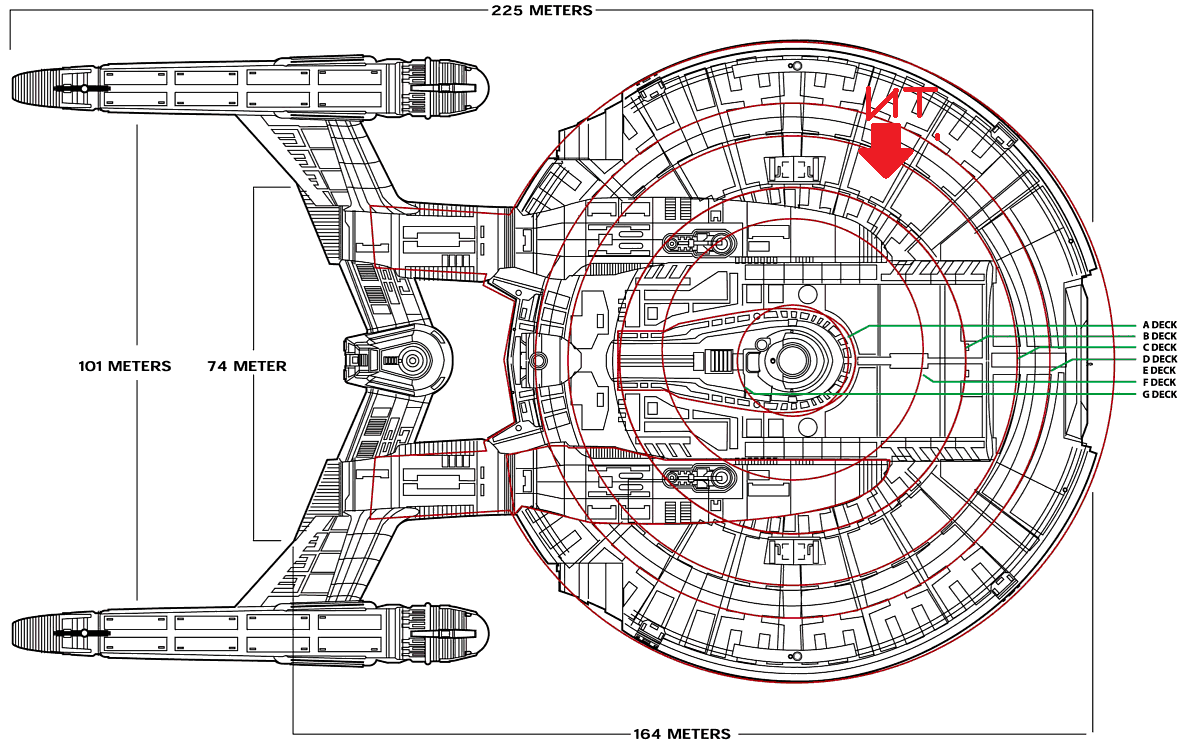 225 METERS
ИТ.
A DECK
B DECK
C DECK
D DECK
E DECK
F DECK
G DECK
101 METERS
74 METER
164 METERS